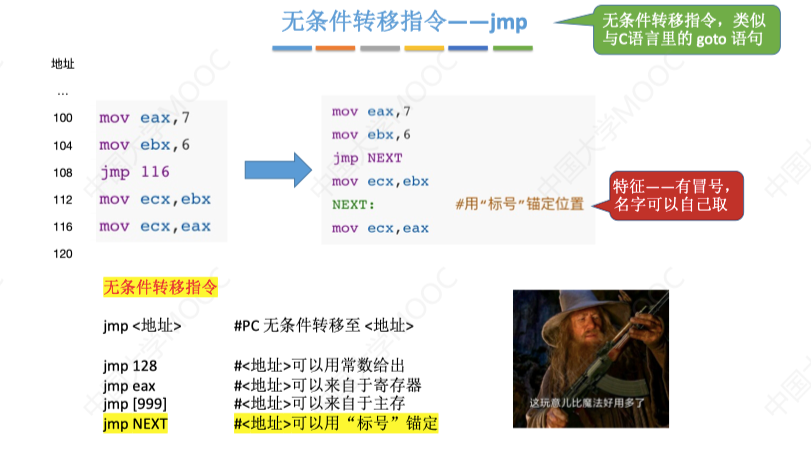 无条件转移指令——jmp
无条件转移指令，类似
与C语言里的 goto 语句
地址
…
100
104
108
112
116
120
mov eax,7
mov ebx,6
jmp 116
mov ecx,ebx
mov ecx,eax
mov eax,7
mov ebx,6
jmp NEXT
mov ecx,ebx
NEXT: #用“标号”锚定位置
mov ecx,eax
特征——有冒号，
名字可以自己取
无条件转移指令
jmp <地址> #PC 无条件转移至 <地址>
jmp 128 #<地址>可以用常数给出
jmp eax #<地址>可以来自于寄存器
jmp [999] #<地址>可以来自于主存
jmp NEXT #<地址>可以用“标号”锚定
这玩意儿比魔法好用多了
中国大学MOOC